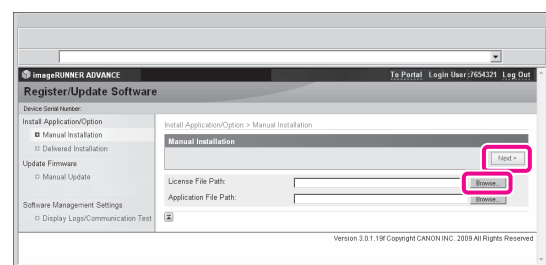 imageRUNNER ADVANCE
To Portal Login User:7654321 Log Out
Register/Update Software
Device Serial Number:
Install Application/Option
Manual Installation
Delivered Installation
Update Firmware
Manual Update
Software Management Settings
Display Logs/Communication Test
Install Application/Option > Manual Installation
Manual Installation
Next >
License File Path:
Browse...
Application File Path:
Browse...
Version 3.0.1.19f Copyright CANON INC. 2009 All Rights Reserved